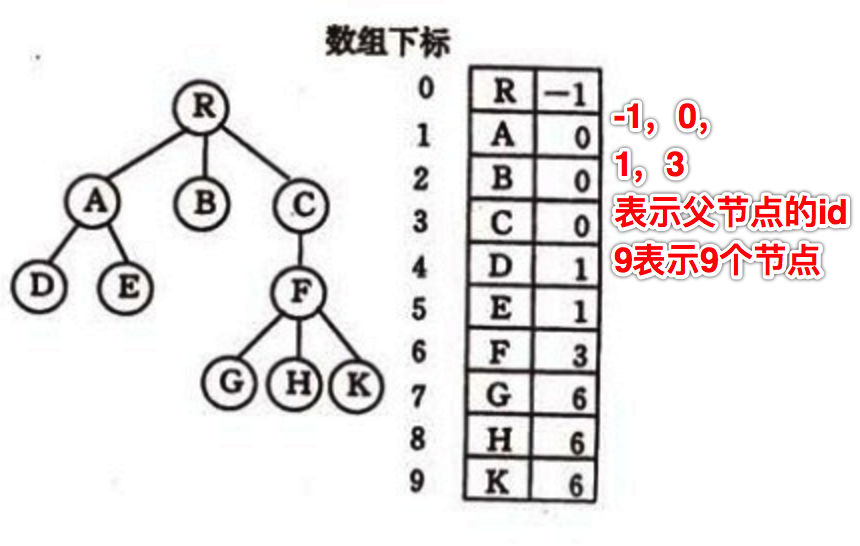 数组下标
R
A B C
D E F
G H K
0 R -1
1 A 0
2 B 0
3 C 0
4 D 1
5 E 1
6 F 3
7 G 6
8 H 6
9 K 6
-1，0，
1，3
表示父节点的id
9表示9个节点